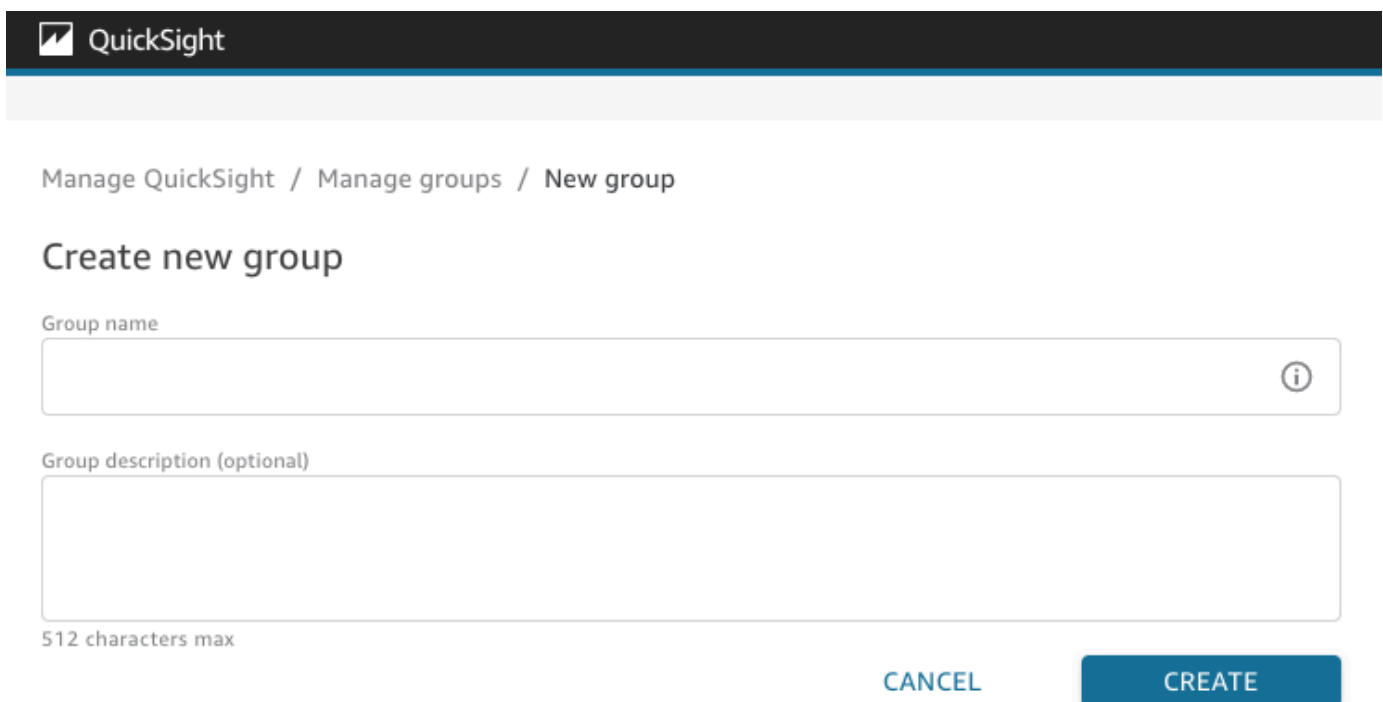 QuickSight
Manage QuickSight / Manage groups / New group
Create new group
Group name
Group description (optional)
512 characters max
CANCEL CREATE